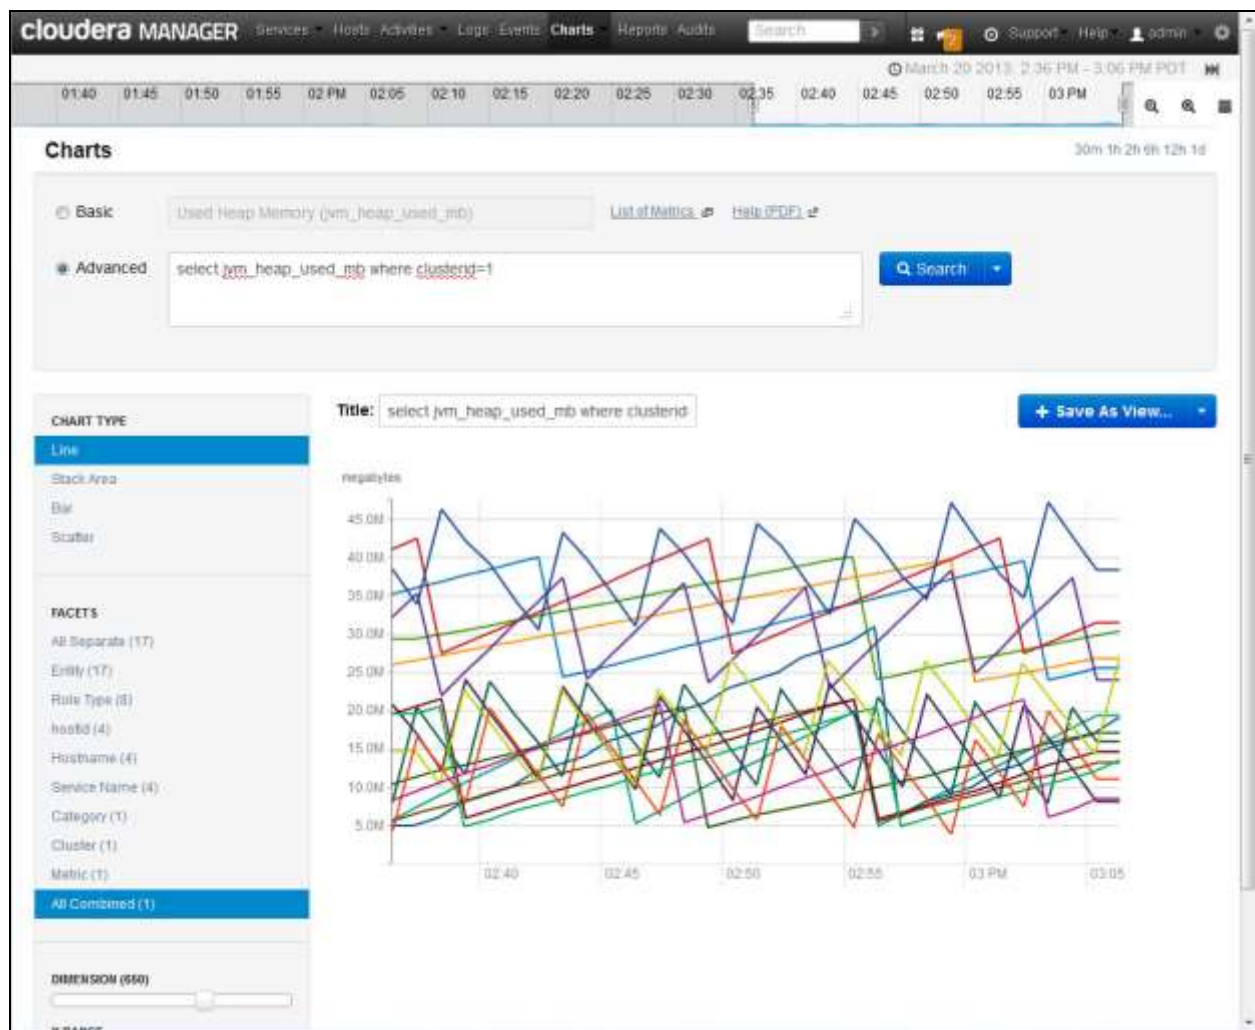 cloudera MANAGER Services Hosts Activities Logs Events Charts Reports Audits Search 2 Support Help admin
March 20 2013, 2:36 PM - 3:06 PM PDT
01:40 01:45 01:50 01:55 02 PM 02:05 02:10 02:15 02:20 02:25 02:30 02:35 02:40 02:45 02:50 02:55 03 PM
Charts
30m 1h 2h 6h 12h 1d
Basic Used Heap Memory (jvm_heap_used_mb) List of Metrics Help (PDF)
Advanced select jvm_heap_used_mb where clusterid=1 Search
Title: select jvm_heap_used_mb where clusterid + Save As View...
CHART TYPE
Line
Stack Area
Bar
Scatter
FACETS
All Separate (17)
Entity (17)
Role Type (8)
hostid (4)
Hostname (4)
Service Name (4)
Category (1)
Cluster (1)
Metric (1)
All Combined (1)
DIMENSION (650)
megabytes
45.0M
40.0M
35.0M
30.0M
25.0M
20.0M
15.0M
10.0M
5.0M
02:40 02:45 02:50 02:55 03 PM 03:05